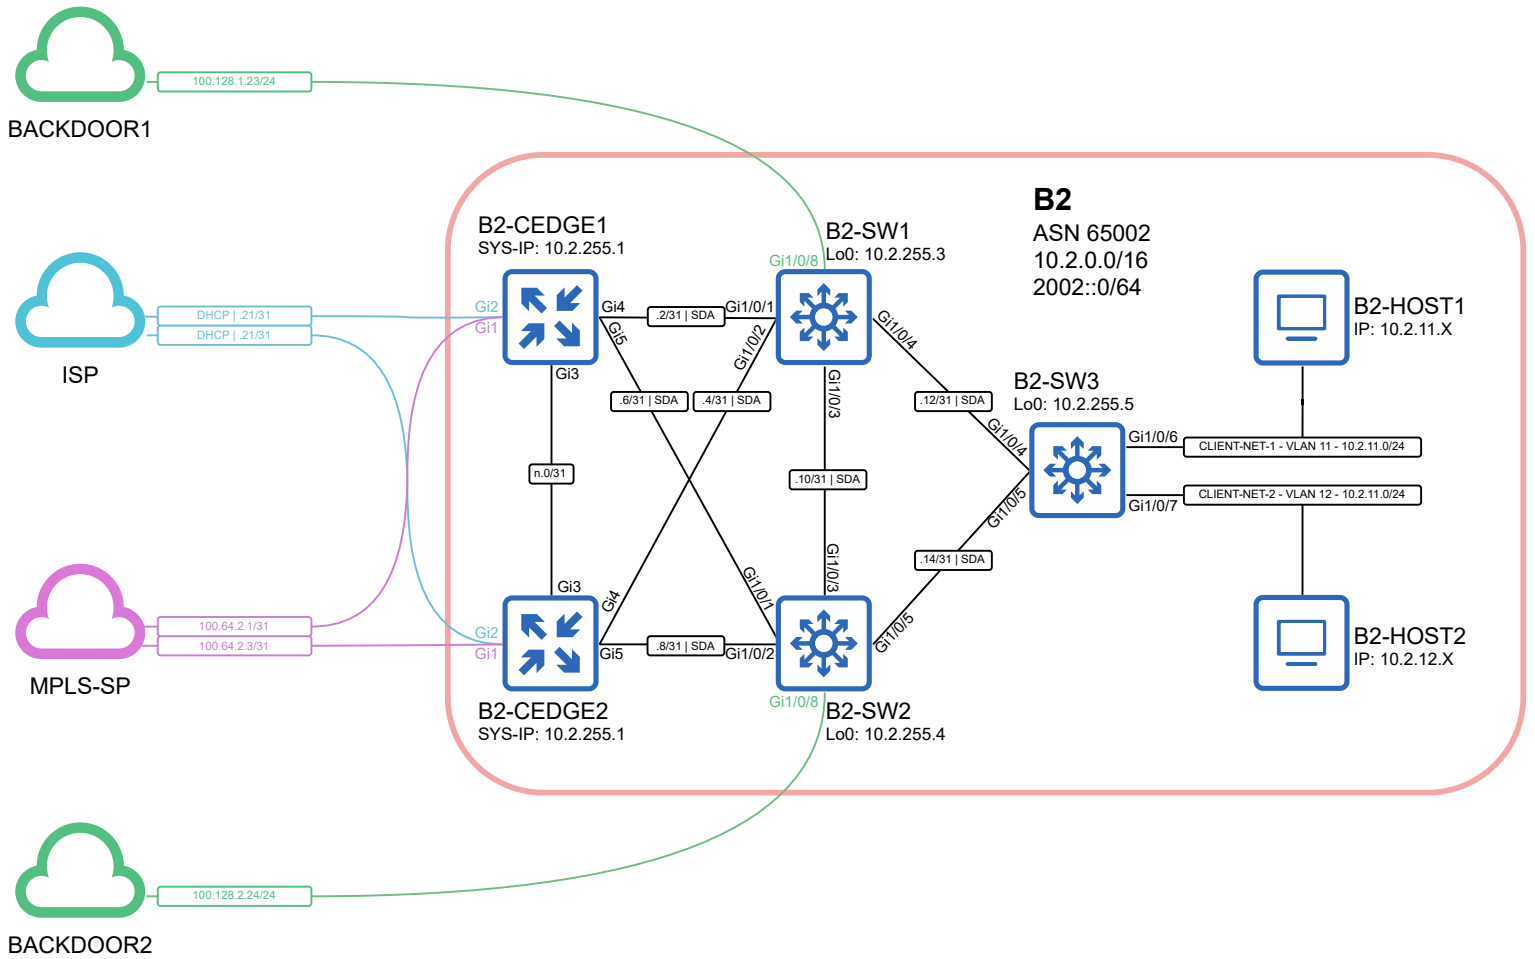 100.128.1.23/24
BACKDOOR1
B2
ASN 65002
10.2.0.0/16
2002::0/64
B2-CEDGE1
SYS-IP: 10.2.255.1
B2-SW1
Lo0: 10.2.255.3
Gi1/0/8
DHCP | .21/31
DHCP | .21/31
ISP
Gi2
Gi1
Gi4
.2/31 | SDA
Gi1/0/1
Gi5
Gi1/0/2
Gi3
Gi1/0/4
Gi1/0/3
B2-HOST1
IP: 10.2.11.X
B2-SW3
Lo0: 10.2.255.5
.6/31 | SDA
.4/31 | SDA
.12/31 | SDA
Gi1/0/4
Gi1/0/6
CLIENT-NET-1 - VLAN 11 - 10.2.11.0/24
n.0/31
.10/31 | SDA
Gi1/0/5
Gi1/0/7
CLIENT-NET-2 - VLAN 12 - 10.2.11.0/24
.14/31 | SDA
Gi3
Gi4
Gi1/0/1
Gi1/0/3
100.64.2.1/31
100.64.2.3/31
MPLS-SP
Gi2
Gi1
Gi5
.8/31 | SDA
Gi1/0/2
Gi1/0/5
B2-HOST2
IP: 10.2.12.X
Gi1/0/8
B2-CEDGE2
SYS-IP: 10.2.255.1
B2-SW2
Lo0: 10.2.255.4
100.128.2.24/24
BACKDOOR2